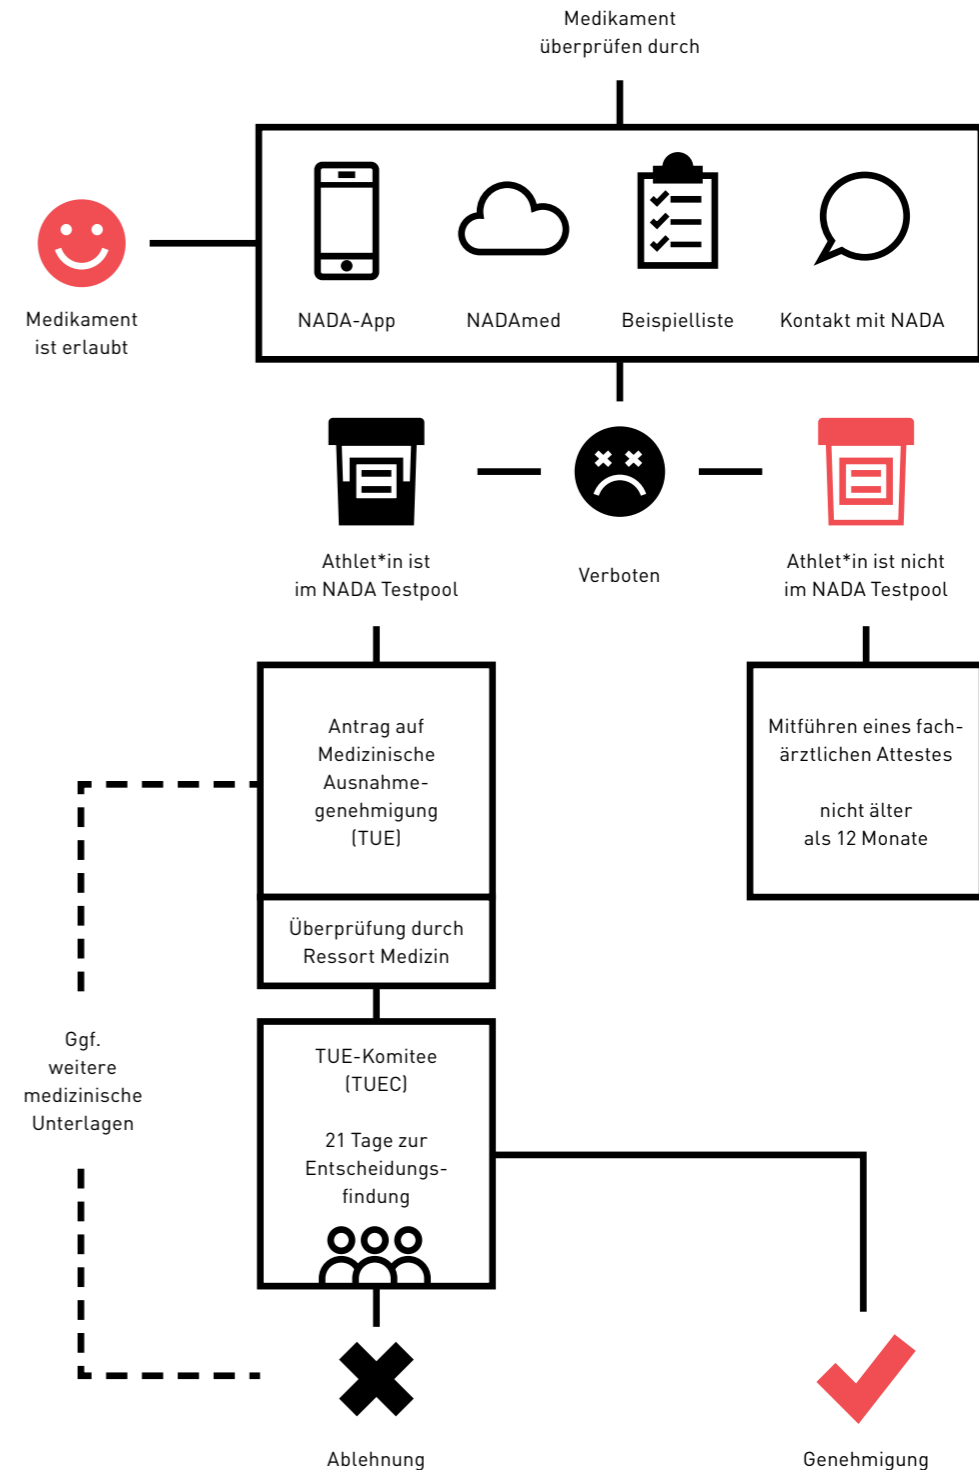 Medikament
überprüfen durch
Medikament
ist erlaubt
NADA-App
NADAmed
Beispielliste
Kontakt mit NADA
Athlet*in ist
im NADA Testpool
Verboten
Athlet*in ist nicht
im NADA Testpool
Antrag auf
Medizinische
Ausnahme-
genehmigung
(TUE)
Mitführen eines fach-
ärztlichen Attestes
nicht älter
als 12 Monate
Überprüfung durch
Ressort Medizin
Ggf.
weitere
medizinische
Unterlagen
TUE-Komitee
(TUEC)
21 Tage zur
Entscheidungs-
findung
Ablehnung
Genehmigung